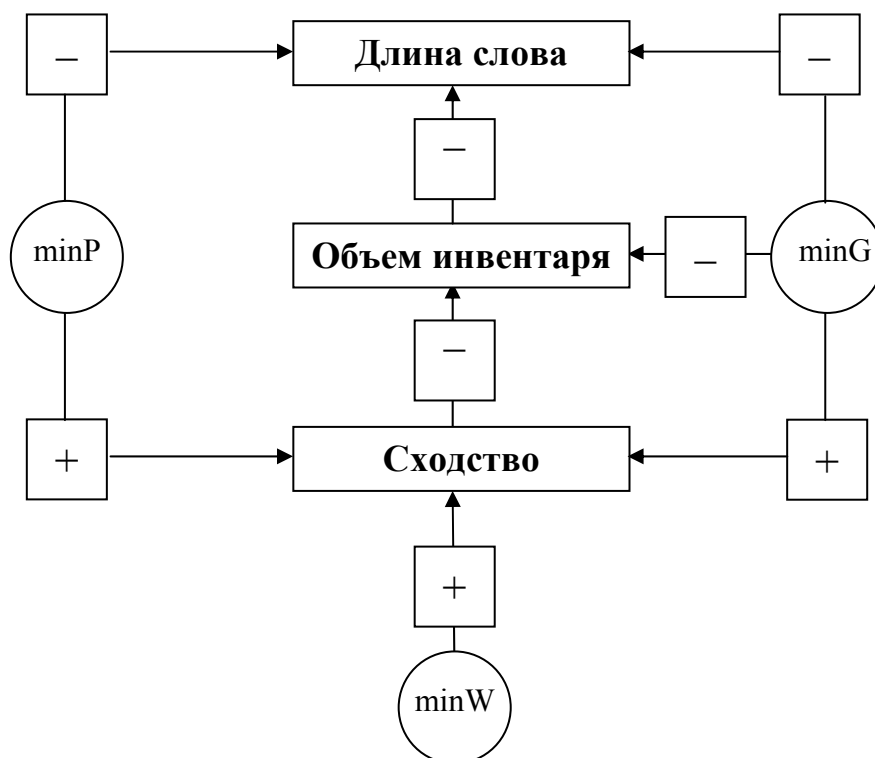 – Длина слова –
–
minP Объем инвентаря – minG
–
+ Сходство +
+
minW